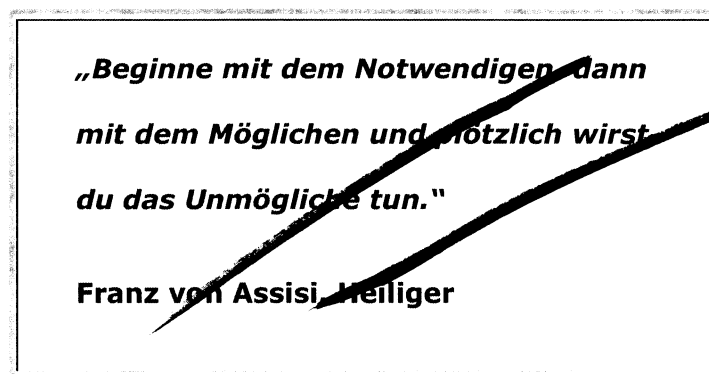 „Beginne mit dem Notwendigen, dann
mit dem Möglichen und plötzlich wirst
du das Unmögliche tun.“
Franz von Assisi, Heiliger